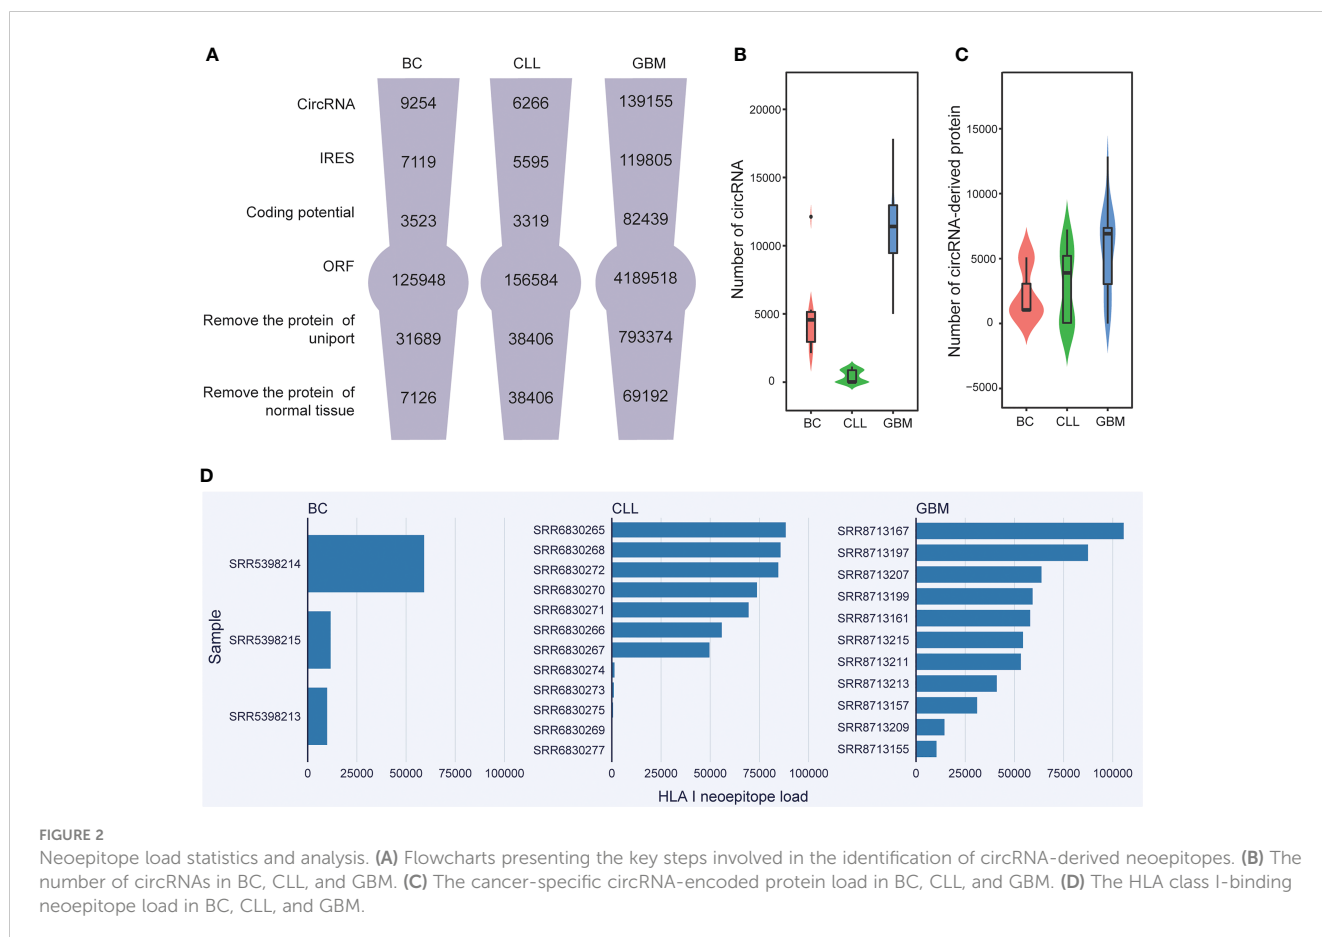 A
BC CLL GBM
CircRNA 9254 6266 139155
IRES 7119 5595 119805
Coding potential 3523 3319 82439
ORF 125948 156584 4189518
Remove the protein of
uniport 31689 38406 793374
Remove the protein of
normal tissue 7126 38406 69192
B
Number of circRNA
20000
15000
10000
5000
0
BC CLL GBM
C
Number of circRNA-derived protein
15000
10000
5000
0
−5000
BC CLL GBM
D
Sample
BC
SRR5398214
SRR5398215
SRR5398213
0 25000 50000 75000 100000
CLL
SRR6830265
SRR6830268
SRR6830272
SRR6830270
SRR6830271
SRR6830266
SRR6830267
SRR6830274
SRR6830273
SRR6830275
SRR6830269
SRR6830277
0 25000 50000 75000 100000
GBM
SRR8713167
SRR8713197
SRR8713207
SRR8713199
SRR8713161
SRR8713215
SRR8713211
SRR8713213
SRR8713157
SRR8713209
SRR8713155
0 25000 50000 75000 100000
HLA I neoepitope load
FIGURE 2
Neoepitope load statistics and analysis. (A) Flowcharts presenting the key steps involved in the identification of circRNA-derived neoepitopes. (B) The
number of circRNAs in BC, CLL, and GBM. (C) The cancer-specific circRNA-encoded protein load in BC, CLL, and GBM. (D) The HLA class I-binding
neoepitope load in BC, CLL, and GBM.